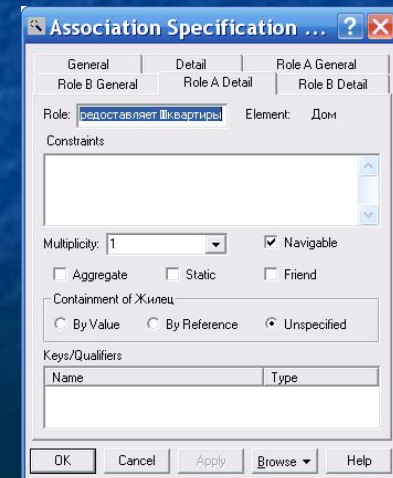 Association Specification ...
General Detail Role A General
Role B General Role A Detail Role B Detail
Role: редоставляет квартиры Element: Дом
Constraints
Multiplicity: 1 Navigable
Aggregate Static Friend
Containment of Жилец
By Value By Reference Unspecified
Keys/Qualifiers
Name Type
OK Cancel Apply Browse Help